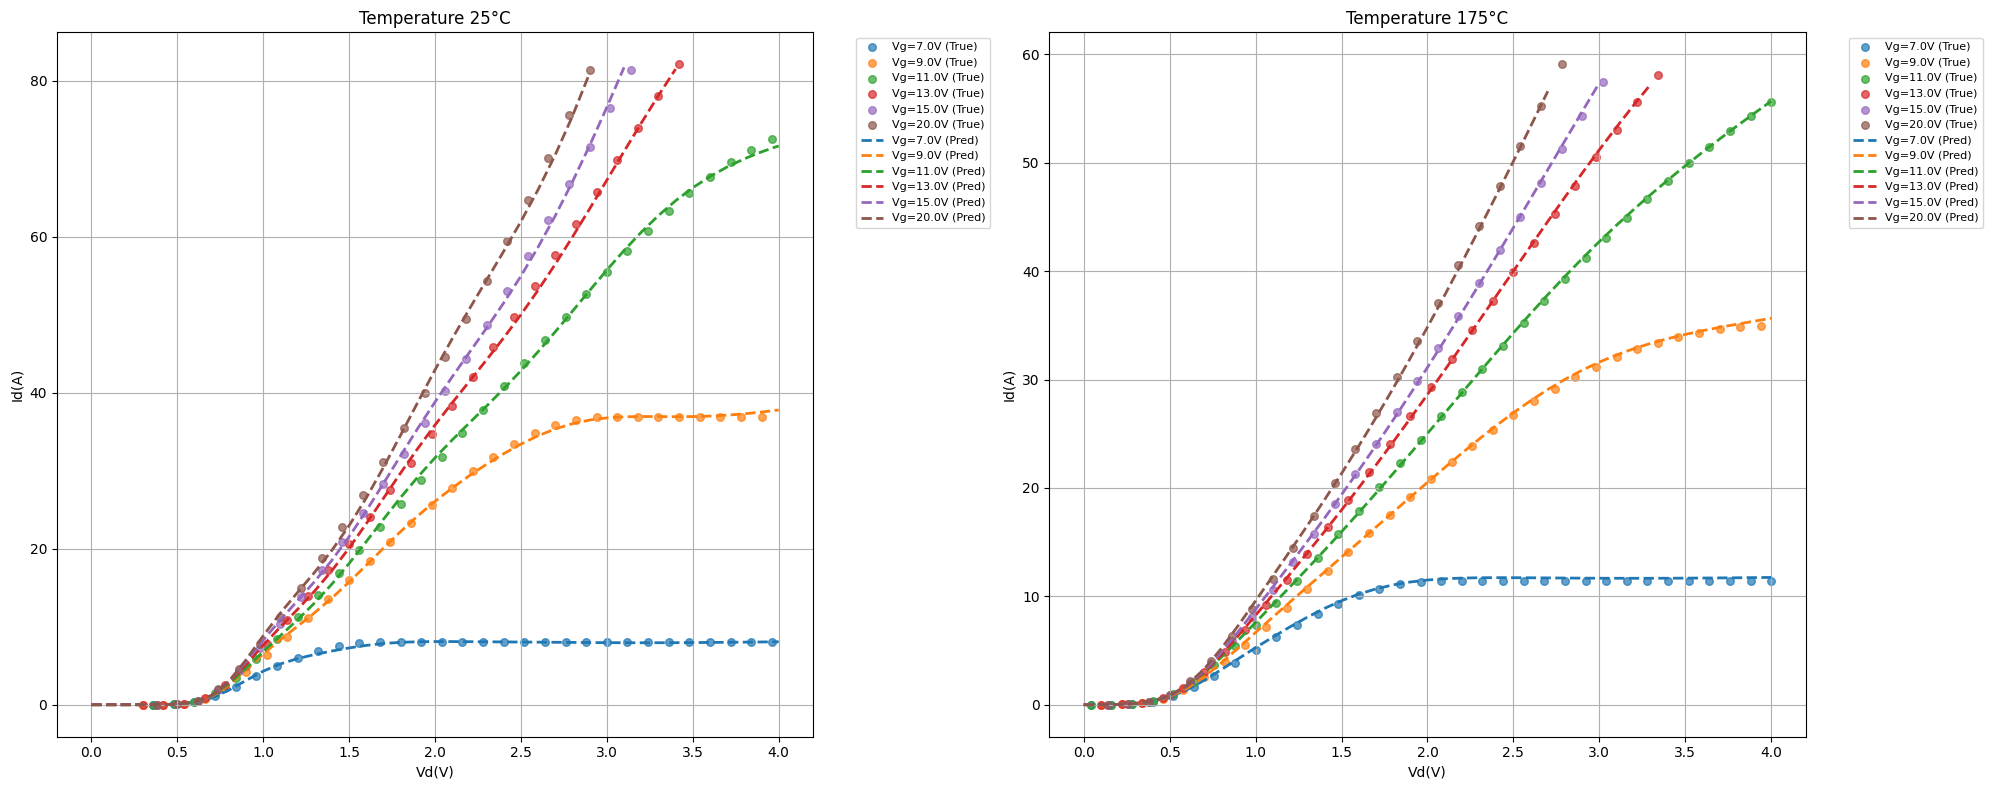 Temperature 25°C
Id(A)
80
60
40
20
0
0.0 0.5 1.0 1.5 2.0 2.5 3.0 3.5 4.0
Vd(V)
Vg=7.0V (True)
Vg=9.0V (True)
Vg=11.0V (True)
Vg=13.0V (True)
Vg=15.0V (True)
Vg=20.0V (True)
Vg=7.0V (Pred)
Vg=9.0V (Pred)
Vg=11.0V (Pred)
Vg=13.0V (Pred)
Vg=15.0V (Pred)
Vg=20.0V (Pred)
Temperature 175°C
Id(A)
60
50
40
30
20
10
0
0.0 0.5 1.0 1.5 2.0 2.5 3.0 3.5 4.0
Vd(V)
Vg=7.0V (True)
Vg=9.0V (True)
Vg=11.0V (True)
Vg=13.0V (True)
Vg=15.0V (True)
Vg=20.0V (True)
Vg=7.0V (Pred)
Vg=9.0V (Pred)
Vg=11.0V (Pred)
Vg=13.0V (Pred)
Vg=15.0V (Pred)
Vg=20.0V (Pred)